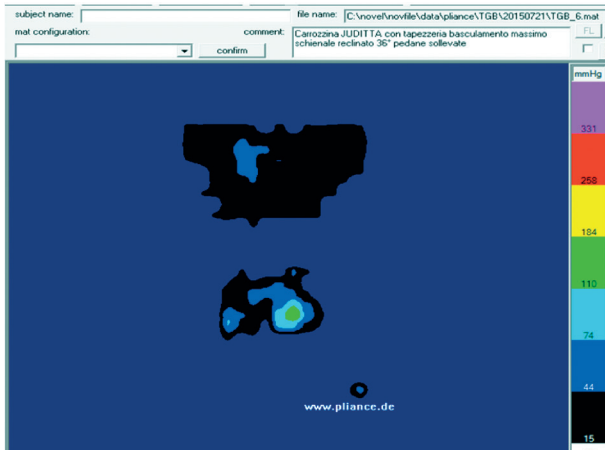 subject name:
file name: C:\novel\novfile\data\pliance\TGB\20150721\TGB_6.mat
mat configuration:
comment: Carrozzina JUDITTA con tapezzeria basculamento massimo
schienale reclinato 36° pedane sollevate
FL
confirm
mmHg
331
258
184
110
74
44
15
www.pliance.de